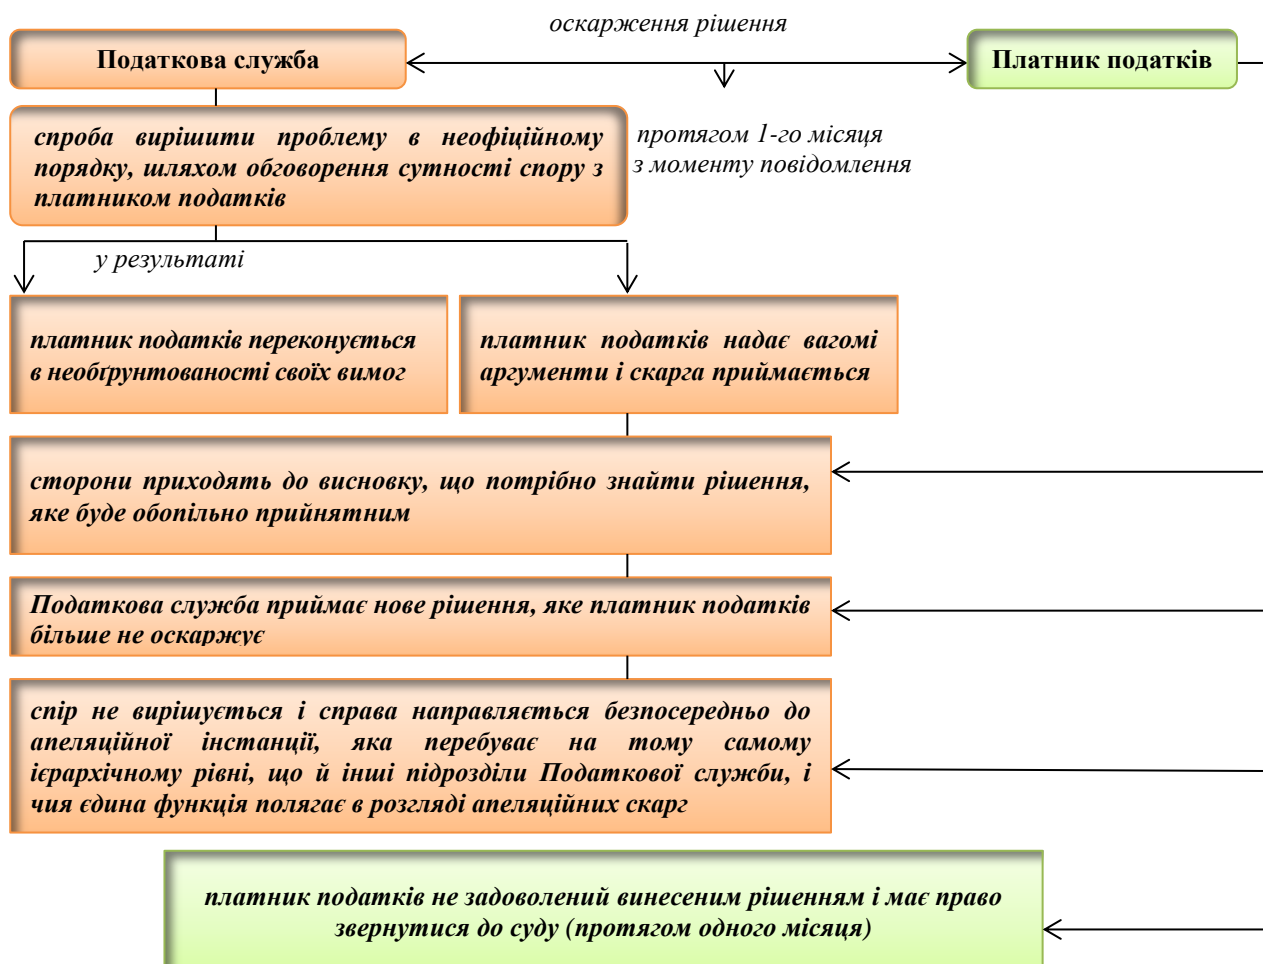 оскарження рішення
Податкова служба
Платник податків
спроба вирішити проблему в неофіційному
порядку, шляхом обговорення сутності спору з
платником податків
протягом 1-го місяця
з моменту повідомлення
у результаті
платник податків переконується
в необґрунтованості своїх вимог
платник податків надає вагомі
аргументи і скарга приймається
сторони приходять до висновку, що потрібно знайти рішення,
яке буде обопільно прийнятним
Податкова служба приймає нове рішення, яке платник податків
більше не оскаржує
спір не вирішується і справа направляється безпосередньо до
апеляційної інстанції, яка перебуває на тому самому
ієрархічному рівні, що й інші підрозділи Податкової служби, і
чия єдина функція полягає в розгляді апеляційних скарг
платник податків не задоволений винесеним рішенням і має право
звернутися до суду (протягом одного місяця)